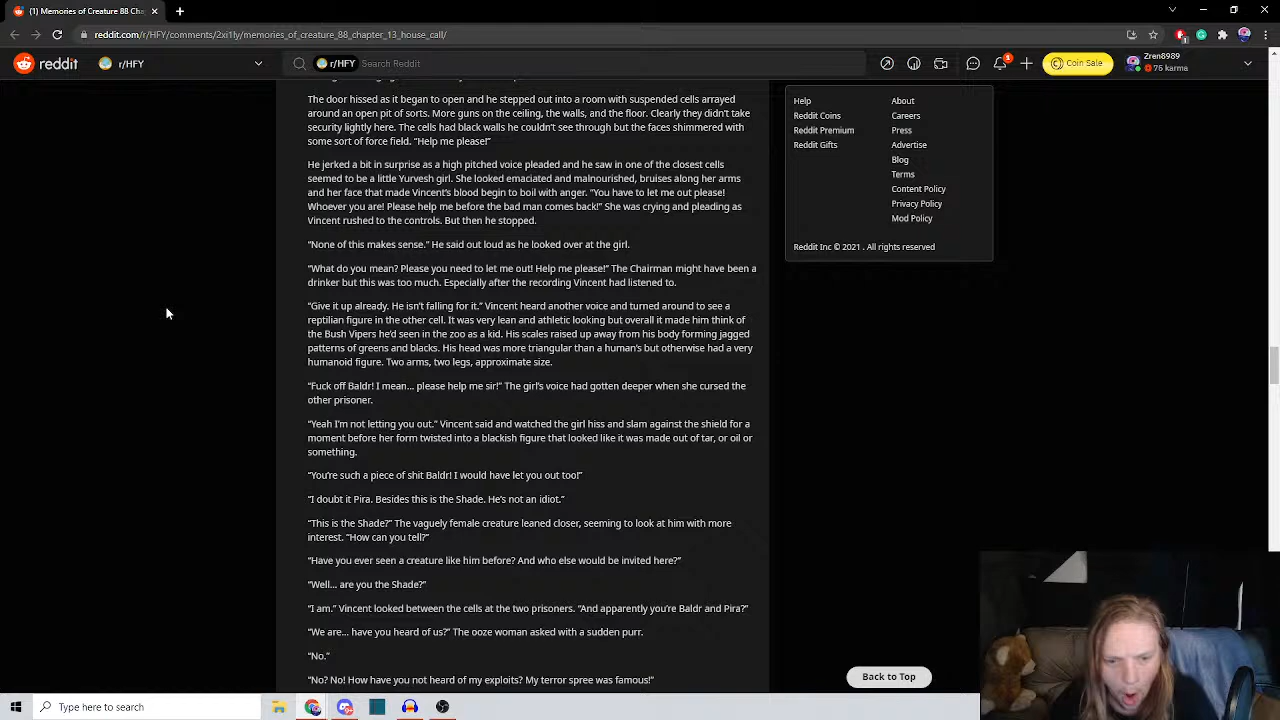 (1) Memories of Creature 88 Cha
reddit.com/r/HFY/comments/2xi1ly/memories_of_creature_88_chapter_13_house_call/
reddit r/HFY r/HFY Search Reddit 1 Coin Sale Zren8989 75 karma
The door hissed as it began to open and he stepped out into a room with suspended cells arrayed
around an open pit of sorts. More guns on the ceiling, the walls, and the floor. Clearly they didn’t take
security lightly here. The cells had black walls he couldn’t see through but the faces shimmered with
some sort of force field. “Help me please!”
He jerked a bit in surprise as a high pitched voice pleaded and he saw in one of the closest cells
seemed to be a little Yurvesh girl. She looked emaciated and malnourished, bruises along her arms
and her face that made Vincent’s blood begin to boil with anger. “You have to let me out please!
Whoever you are! Please help me before the bad man comes back!” She was crying and pleading as
Vincent rushed to the controls. But then he stopped.
“None of this makes sense.” He said out loud as he looked over at the girl.
“What do you mean? Please you need to let me out! Help me please!” The Chairman might have been a
drinker but this was too much. Especially after the recording Vincent had listened to.
“Give it up already. He isn’t falling for it.” Vincent heard another voice and turned around to see a
reptilian figure in the other cell. It was very lean and athletic looking but overall it made him think of
the Bush Vipers he’d seen in the zoo as a kid. His scales raised up away from his body forming jagged
patterns of greens and blacks. His head was more triangular than a human’s but otherwise had a very
humanoid figure. Two arms, two legs, approximate size.
“Fuck off Baldr! I mean... please help me sir!” The girl’s voice had gotten deeper when she cursed the
other prisoner.
“Yeah I’m not letting you out.” Vincent said and watched the girl hiss and slam against the shield for a
moment before her form twisted into a blackish figure that looked like it was made out of tar, or oil or
something.
“You’re such a piece of shit Baldr! I would have let you out too!”
“I doubt it Pira. Besides this is the Shade. He’s not an idiot.”
“This is the Shade?” The vaguely female creature leaned closer, seeming to look at him with more
interest. “How can you tell?”
“Have you ever seen a creature like him before? And who else would be invited here?”
“Well... are you the Shade?”
“I am.” Vincent looked between the cells at the two prisoners. “And apparently you’re Baldr and Pira?”
“We are... have you heard of us?” The ooze woman asked with a sudden purr.
“No.”
“No? No! How have you not heard of my exploits? My terror spree was famous!”
Help About
Reddit Coins Careers
Reddit Premium Press
Reddit Gifts Advertise
Blog
Terms
Content Policy
Privacy Policy
Mod Policy
Reddit Inc © 2021 . All rights reserved
Back to Top
Type here to search